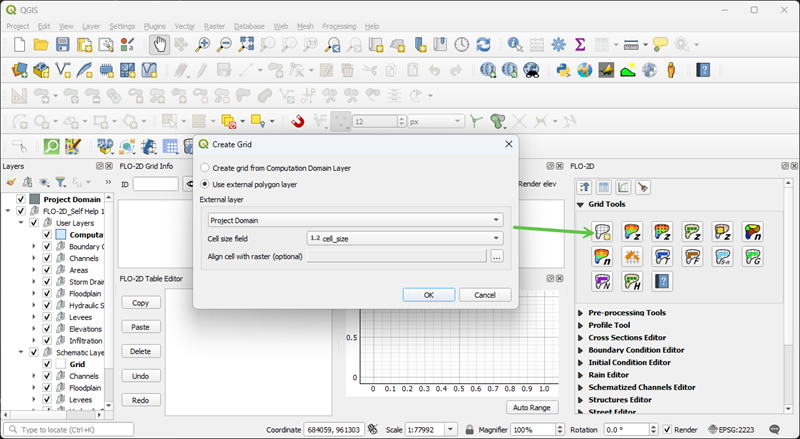 QGIS
Project Edit View Layer Settings Plugins Vector Raster Database Web Mesh Processing Help
12 px
Layers
Project Domain
FLO-2D_Self Help 1
User Layers
Computa
Boundary C
Channels
Areas
Storm Drain
Floodplain
Hydraulic S
Levees
Elevations
Infiltration
Schematic Laye
Grid
Channels
Floodplain
Levees
FLO-2D Grid Info
ID
Render elev
FLO-2D Table Editor
Copy
Paste
Delete
Undo
Redo
Create Grid
Create grid from Computation Domain Layer
Use external polygon layer
External layer
Project Domain
Cell size field
1.2 cell_size
Align cell with raster (optional)
...
OK
Cancel
0.5
0
0 0.1 0.2 0.3 0.4 0.5 0.6 0.7 0.8 0.9 1.0
Auto Range
FLO-2D
Grid Tools
Z Z Z Z Z
n T F S-n G
N H ?
Pre-processing Tools
Profile Tool
Cross Sections Editor
Boundary Condition Editor
Initial Condition Editor
Rain Editor
Schematized Channels Editor
Structures Editor
Street Editor
Type to locate (Ctrl+K)
Coordinate 684059, 961303
Scale 1:77992
Magnifier 100%
Rotation 0.0 °
Render
EPSG:2223